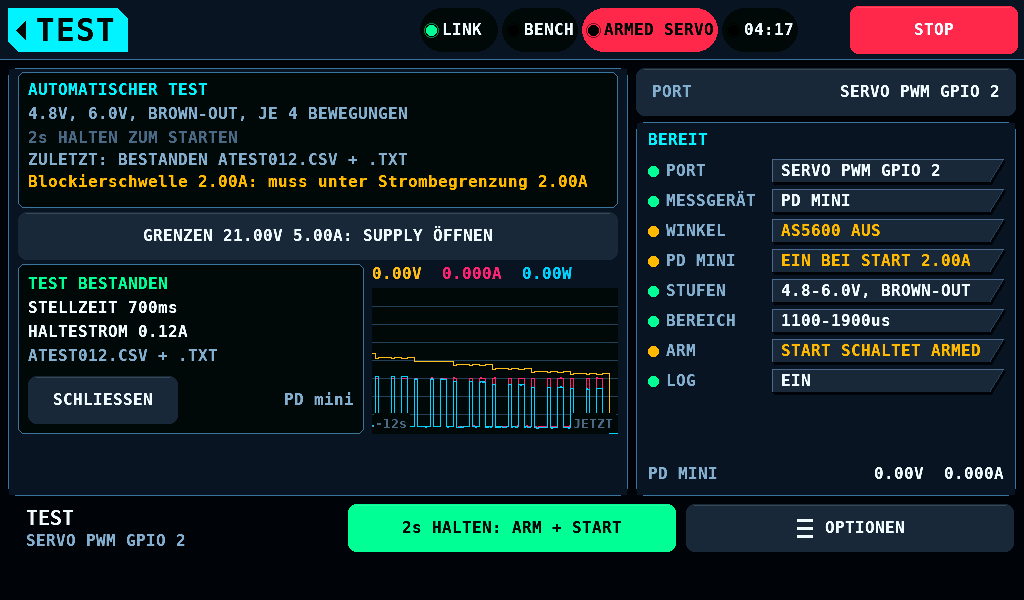 TEST
LINK
BENCH
ARMED SERVO
04:17
STOP
AUTOMATISCHER TEST
4.8V, 6.0V, BROWN-OUT, JE 4 BEWEGUNGEN
2s HALTEN ZUM STARTEN
ZULETZT: BESTANDEN ATEST012.CSV + .TXT
Blockierschwelle 2.00A: muss unter Strombegrenzung 2.00A
GRENZEN 21.00V 5.00A: SUPPLY ÖFFNEN
TEST BESTANDEN
STELLZEIT 700ms
HALTESTROM 0.12A
ATEST012.CSV + .TXT
SCHLIESSEN
PD mini
0.00V 0.000A 0.00W
-12s
JETZT
PORT
SERVO PWM GPIO 2
BEREIT
PORT SERVO PWM GPIO 2
MESSGERÄT PD MINI
WINKEL AS5600 AUS
PD MINI EIN BEI START 2.00A
STUFEN 4.8-6.0V, BROWN-OUT
BEREICH 1100-1900us
ARM START SCHALTET ARMED
LOG EIN
PD MINI 0.00V 0.000A
TEST
SERVO PWM GPIO 2
2s HALTEN: ARM + START
OPTIONEN